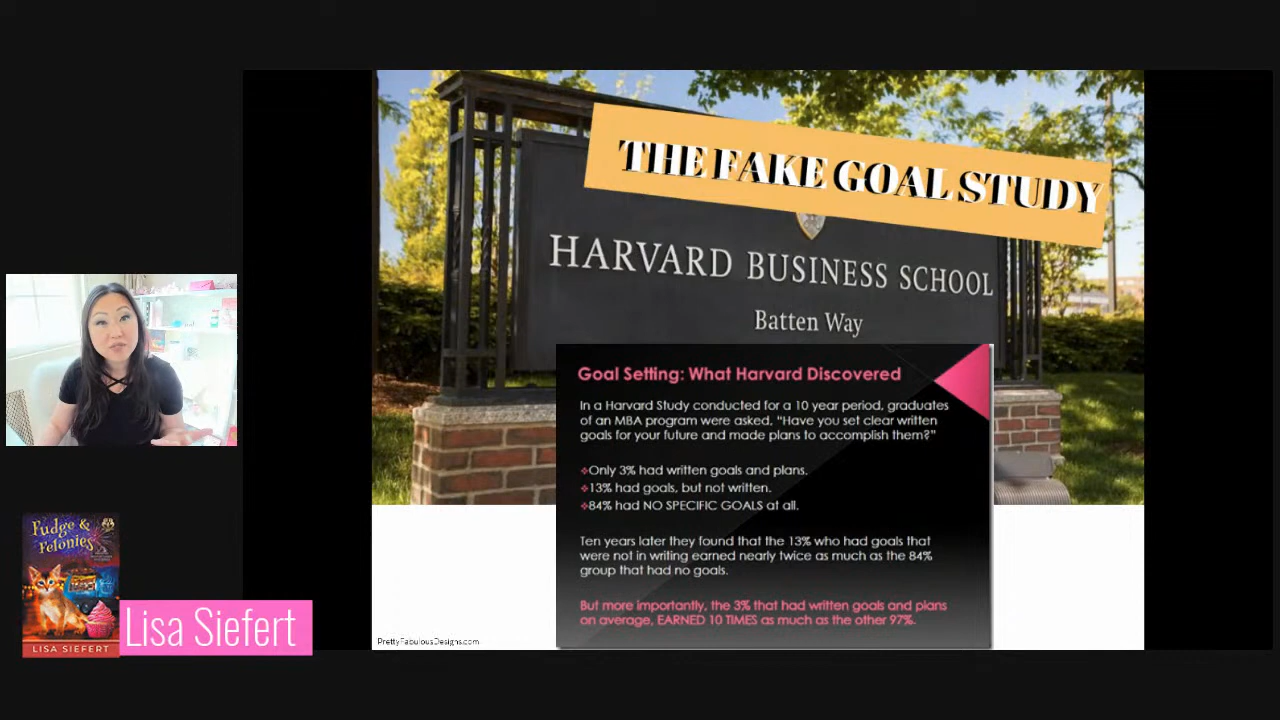 THE FAKE GOAL STUDY
HARVARD BUSINESS SCHOOL
Batten Way
Goal Setting: What Harvard Discovered
In a Harvard Study conducted for a 10 year period, graduates
of an MBA program were asked, "Have you set clear written
goals for your future and made plans to accomplish them?"
❖Only 3% had written goals and plans.
❖13% had goals, but not written.
❖84% had NO SPECIFIC GOALS at all.
Ten years later they found that the 13% who had goals that
were not in writing earned nearly twice as much as the 84%
group that had no goals.
But more importantly, the 3% that had written goals and plans
on average, EARNED 10 TIMES as much as the other 97%.
PrettyFabulousDesigns.com
Fudge &
Felonies
LISA SIEFERT
Lisa Siefert